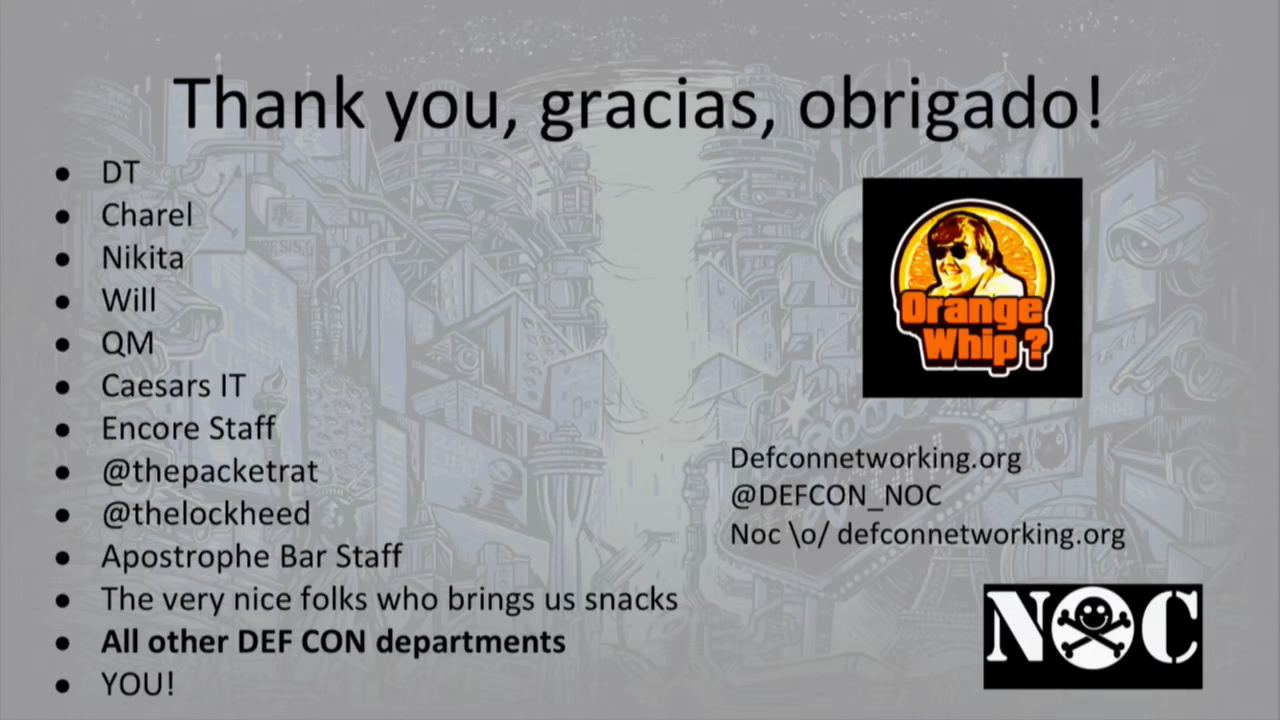 Thank you, gracias, obrigado!
● DT
● Charel
● Nikita
● Will
● QM
● Caesars IT
● Encore Staff
● @thepacketrat
● @thelockheed
● Apostrophe Bar Staff
● The very nice folks who brings us snacks
● All other DEF CON departments
● YOU!
Orange
Whip?
Defconnetworking.org
@DEFCON_NOC
Noc \o/ defconnetworking.org
NOC